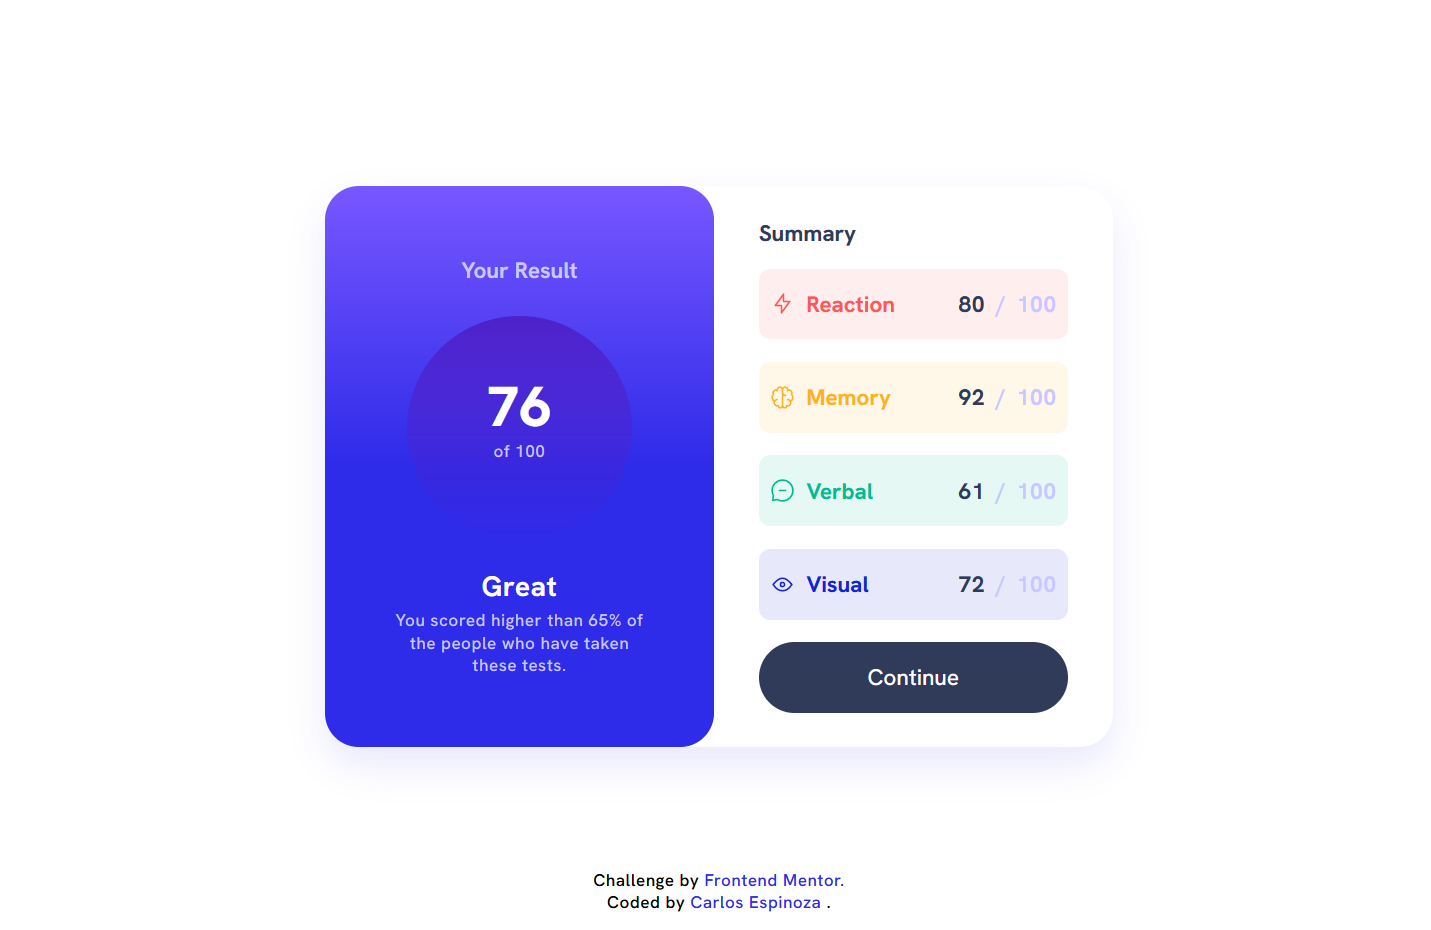 Your Result
76
of 100
Great
You scored higher than 65% of
the people who have taken
these tests.
Summary
Reaction 80 / 100
Memory 92 / 100
Verbal 61 / 100
Visual 72 / 100
Continue
Challenge by Frontend Mentor.
Coded by Carlos Espinoza .